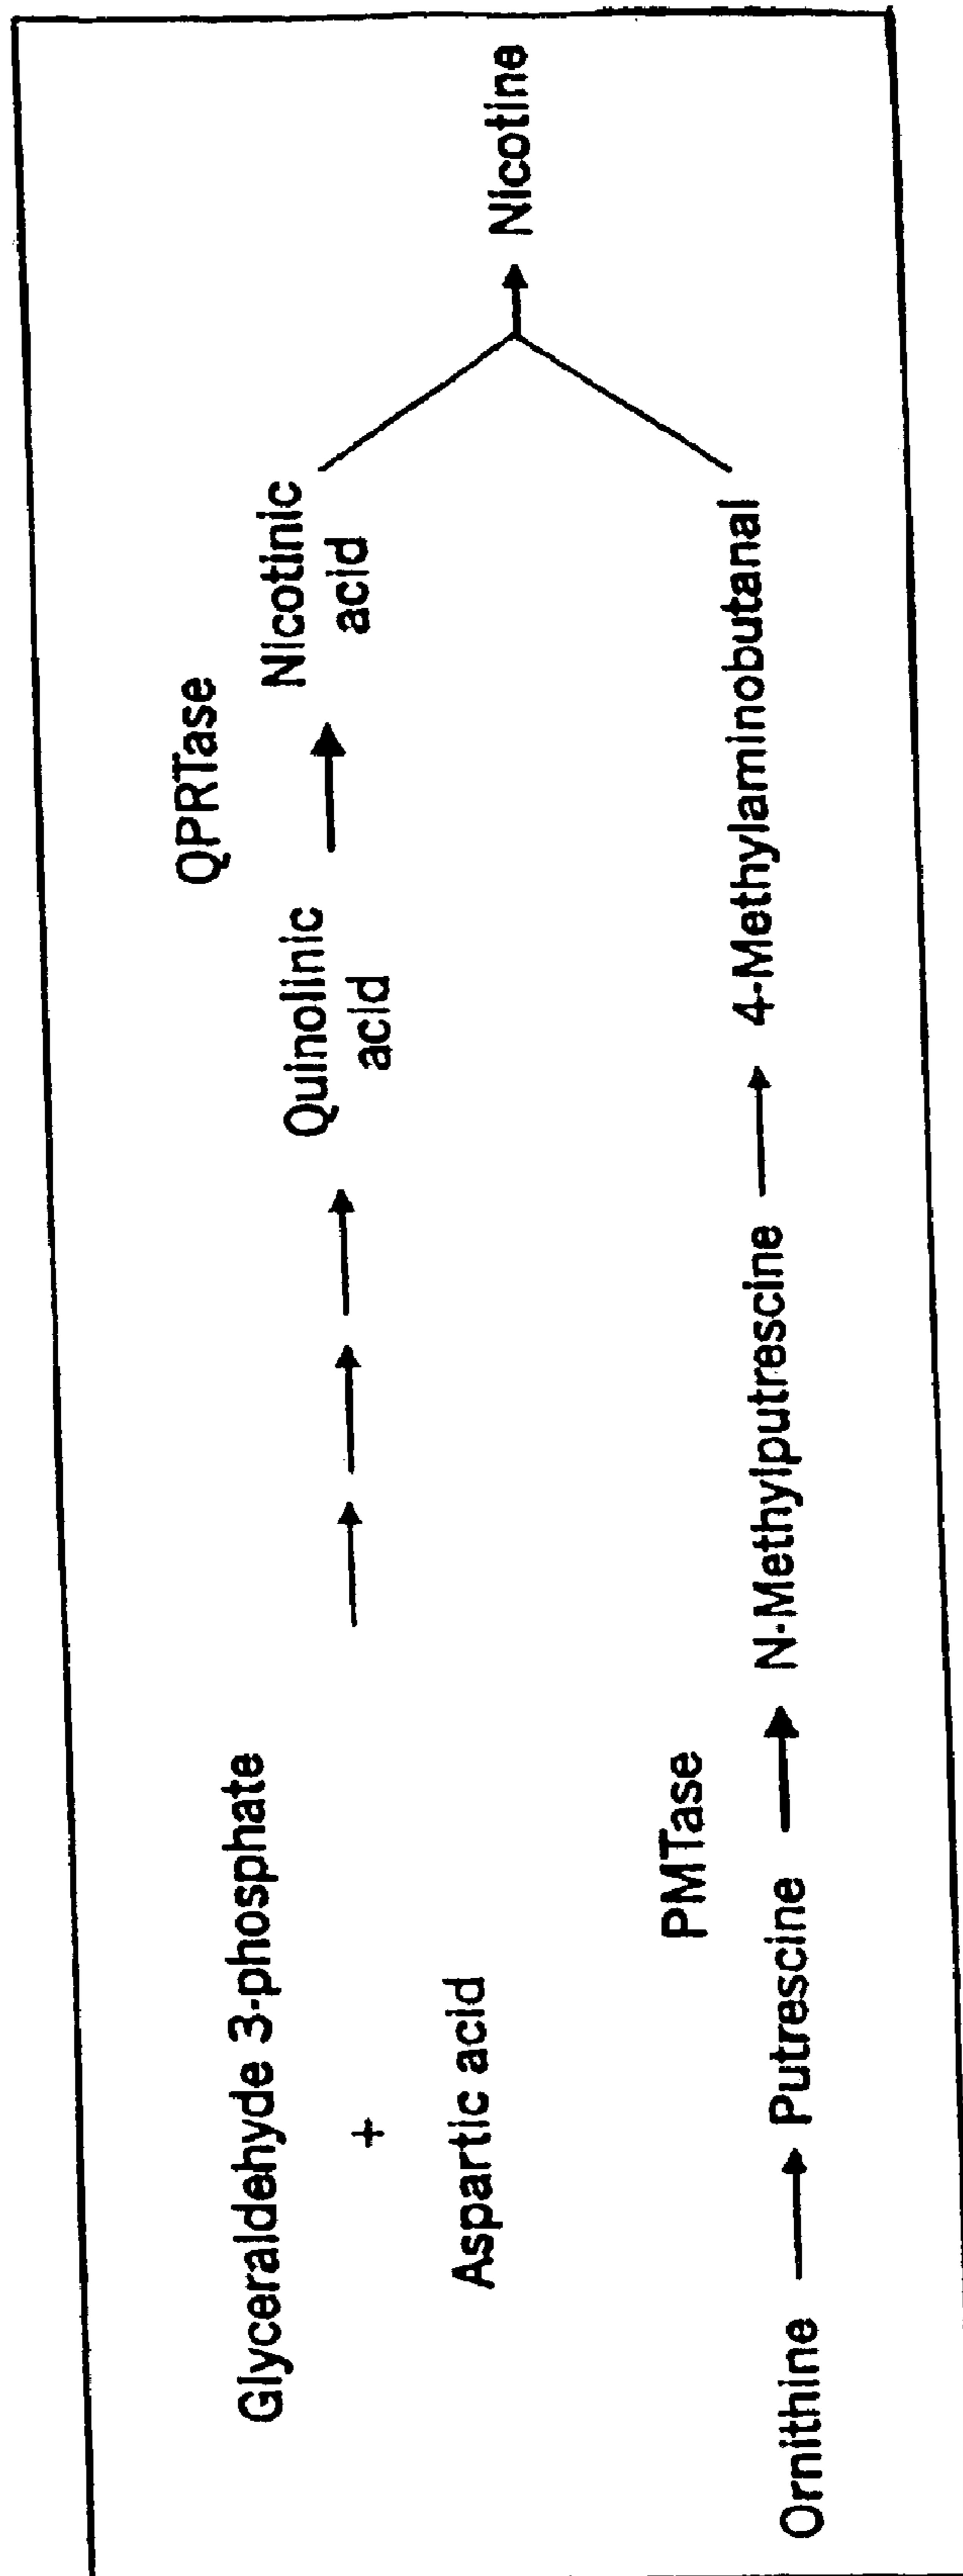 QPRTase
Glyceraldehyde 3-phosphate
+
Aspartic acid
Quinolinic
acid
Nicotinic
acid
Nicotine
PMTase
Ornithine
Putrescine
N-Methylputrescine
4-Methylaminobutanal